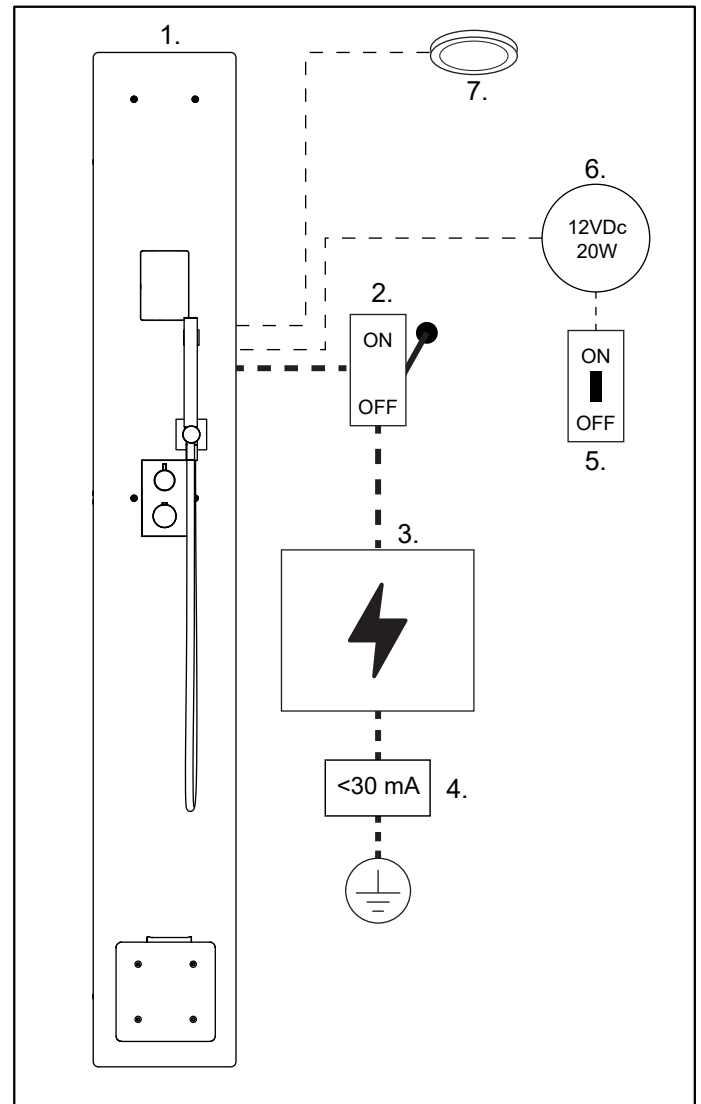 1.
7.
6.
12VDc
20W
2.
ON
OFF
ON
OFF
5.
3.
<30 mA
4.